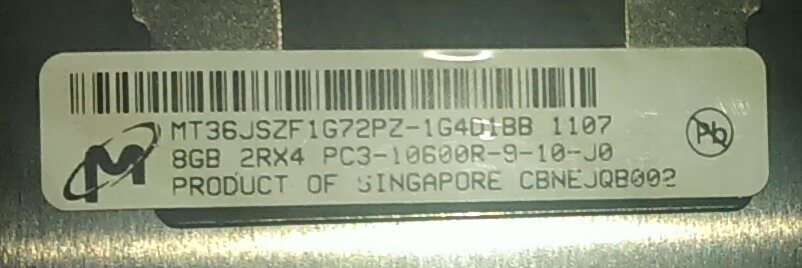 MT36JSZF1G72PZ-1G4D1BB 1107
8GB 2RX4 PC3-10600R-9-10-J0
PRODUCT OF SINGAPORE CBNEJQB002
Pb